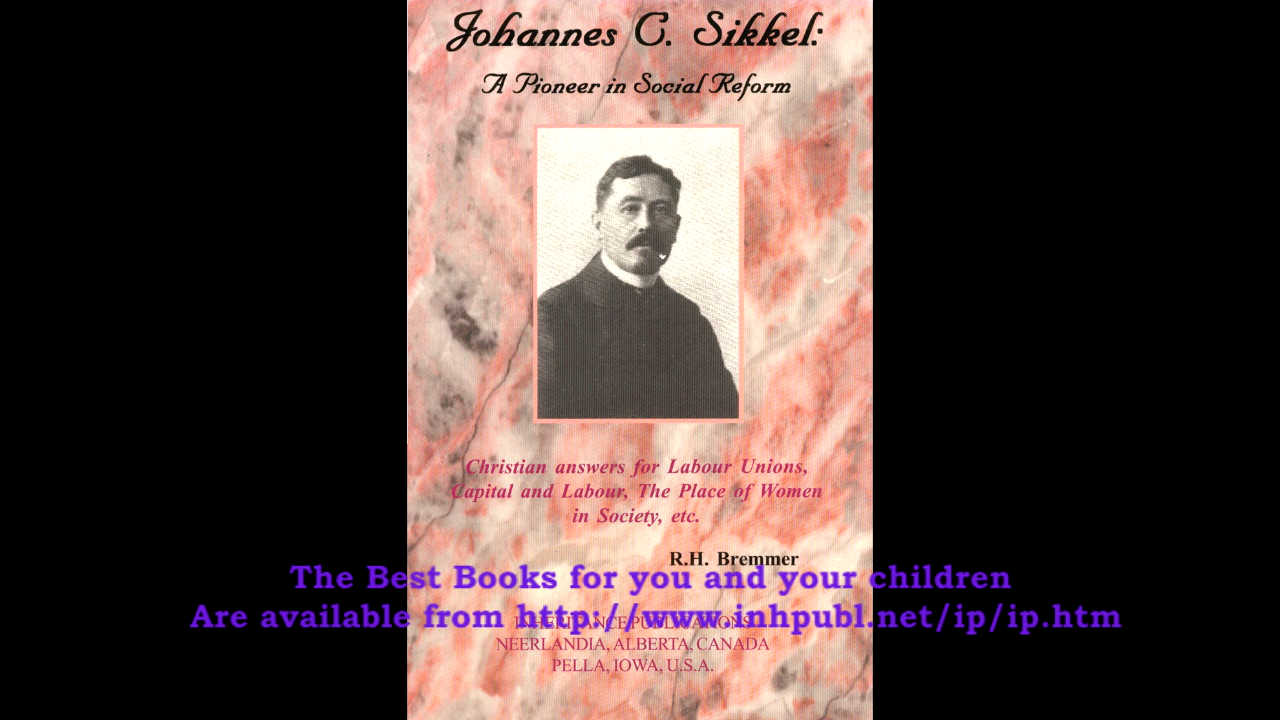 Johannes C. Sikkel:
A Pioneer in Social Reform
Christian answers for Labour Unions,
Capital and Labour, The Place of Women
in Society, etc.
R.H. Bremmer
The Best Books for you and your children
Are available from http://www.inhpubl.net/ip/ip.htm
INHERITANCE PUBLICATIONS
NEERLANDIA, ALBERTA, CANADA
PELLA, IOWA, U.S.A.